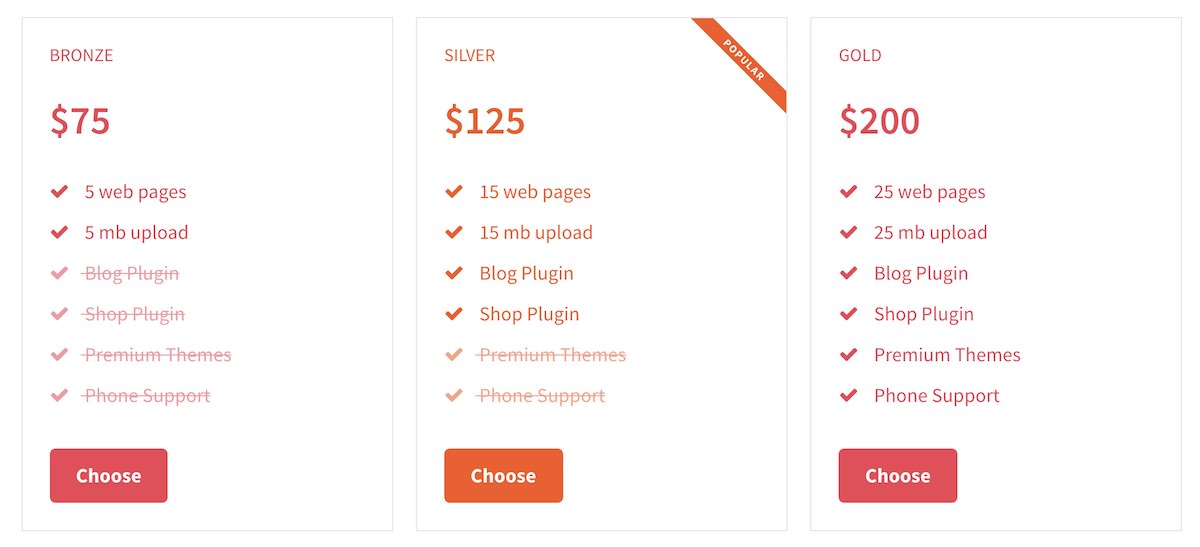 BRONZE
$75
5 web pages
5 mb upload
Blog Plugin
Shop Plugin
Premium Themes
Phone Support
Choose
SILVER
POPULAR
$125
15 web pages
15 mb upload
Blog Plugin
Shop Plugin
Premium Themes
Phone Support
Choose
GOLD
$200
25 web pages
25 mb upload
Blog Plugin
Shop Plugin
Premium Themes
Phone Support
Choose